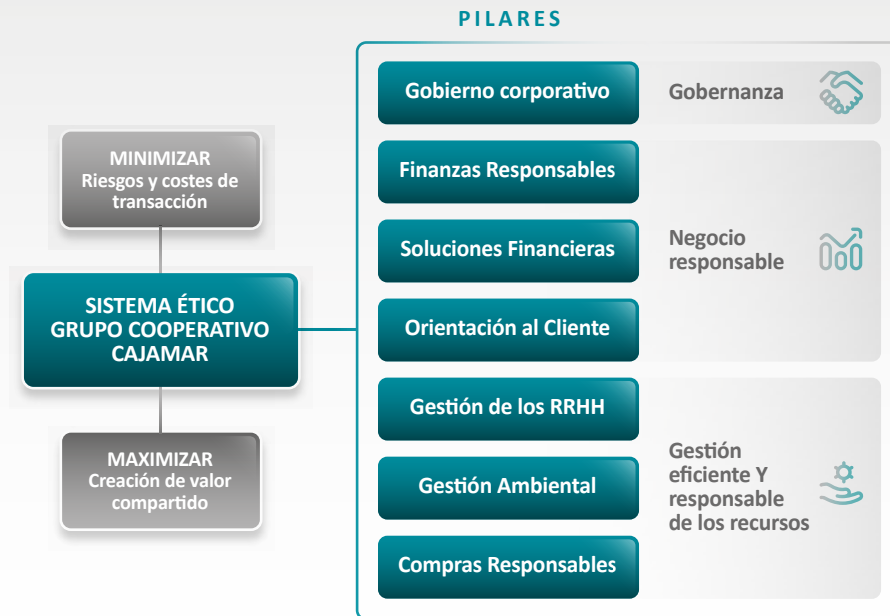 PILARES
MINIMIZAR
Riesgos y costes de
transacción
SISTEMA ÉTICO
GRUPO COOPERATIVO
CAJAMAR
MAXIMIZAR
Creación de valor
compartido
Gobierno corporativo
Gobernanza
Finanzas Responsables
Soluciones Financieras
Orientación al Cliente
Negocio
responsable
Gestión de los RRHH
Gestión Ambiental
Compras Responsables
Gestión
eficiente Y
responsable
de los recursos